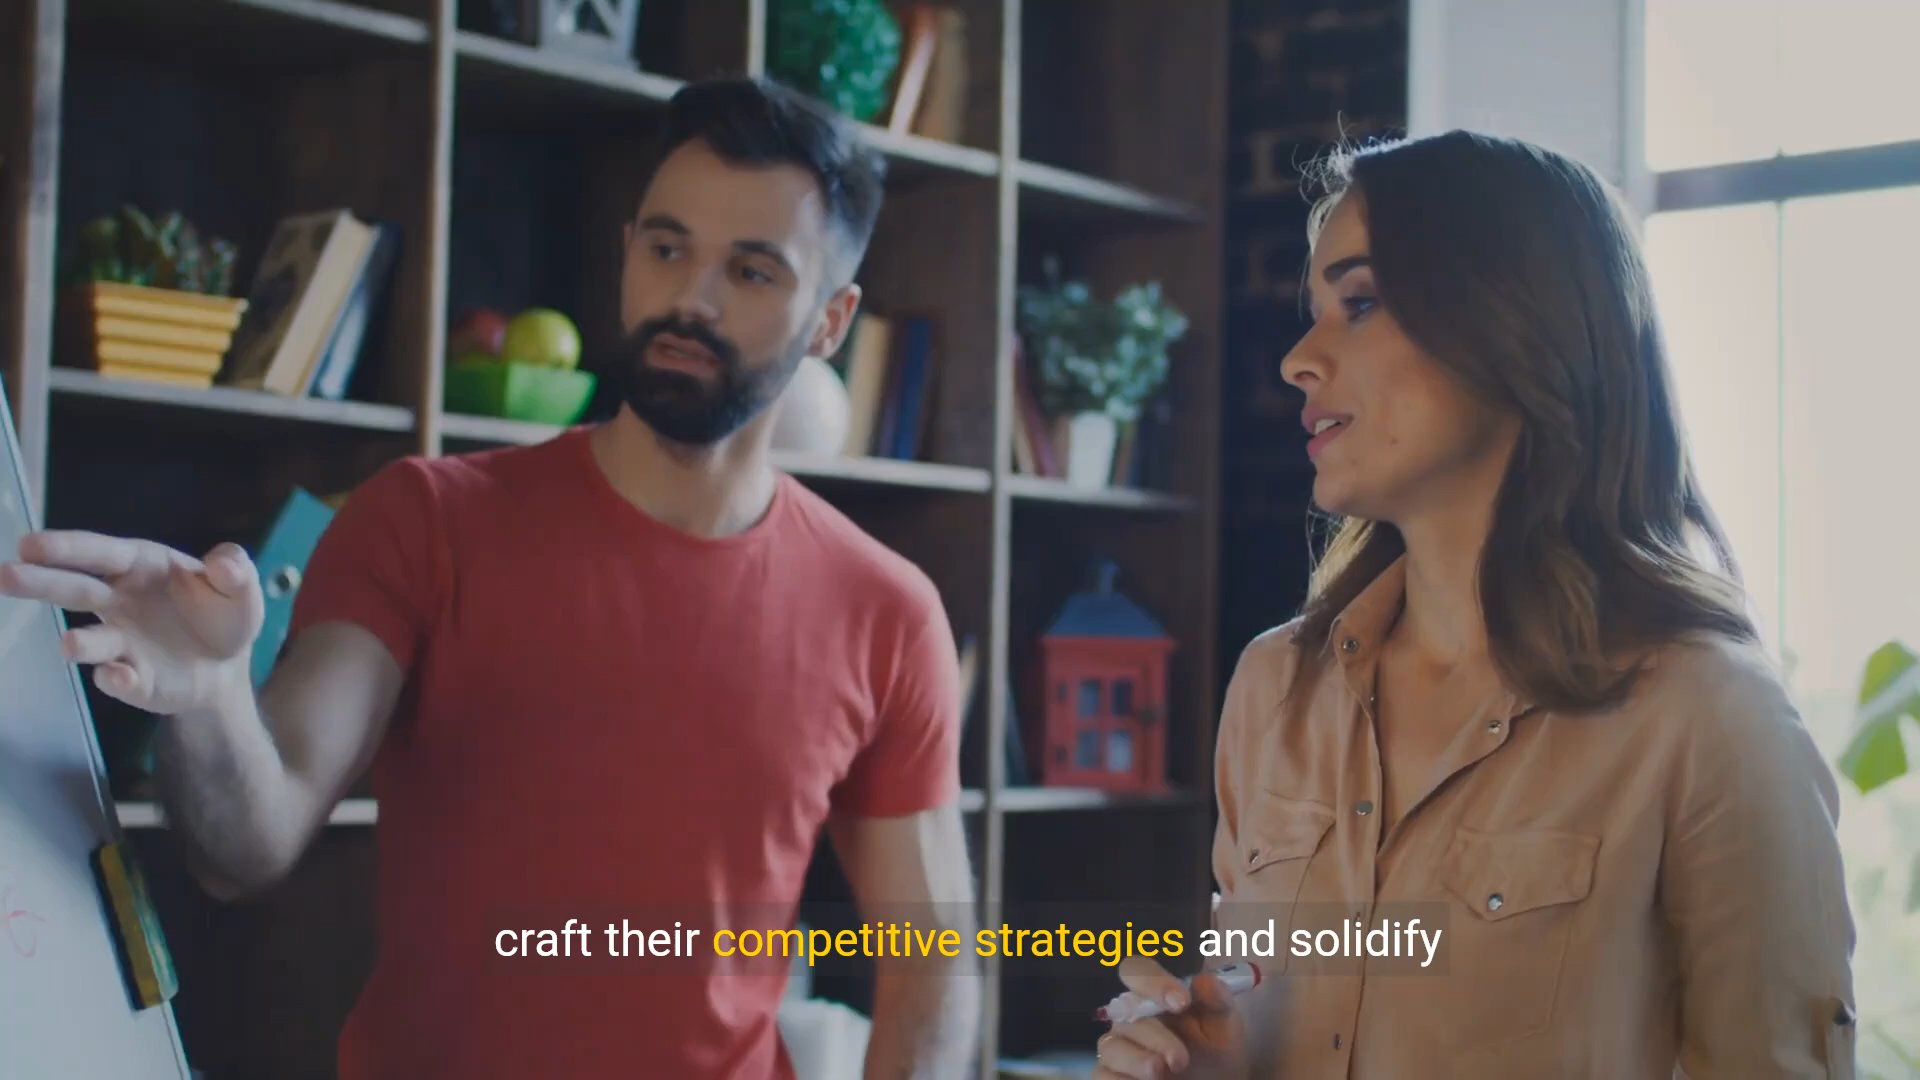 craft their competitive strategies and solidify